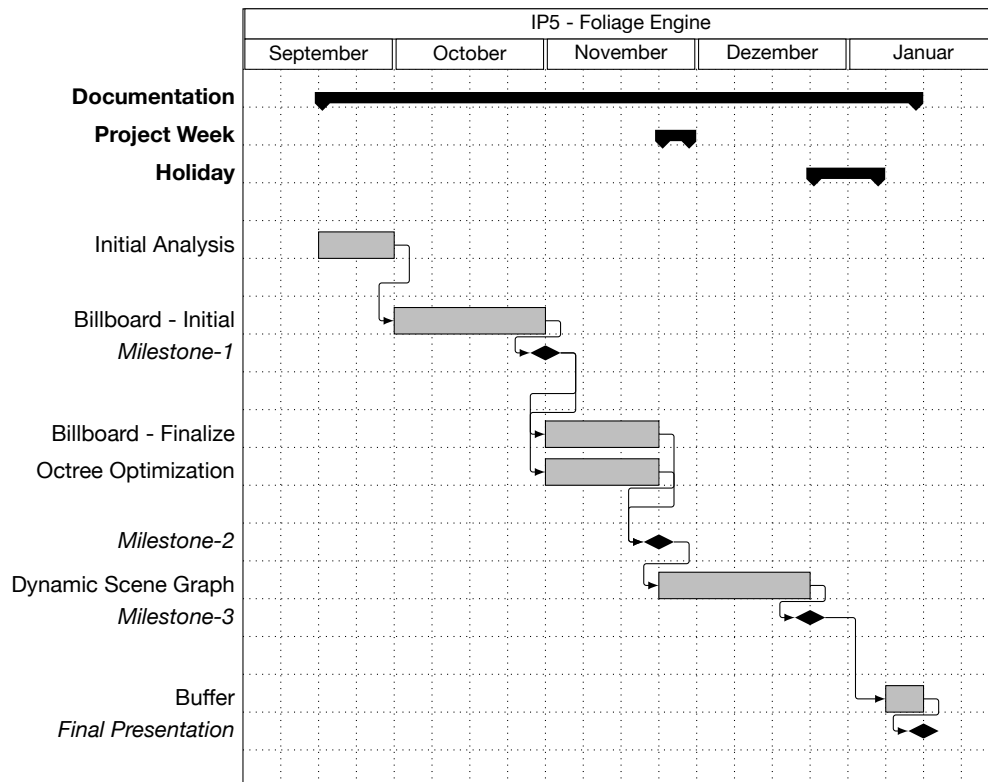 IP5 - Foliage Engine
September October November Dezember Januar
Documentation
Project Week
Holiday
Initial Analysis
Billboard - Initial
Milestone-1
Billboard - Finalize
Octree Optimization
Milestone-2
Dynamic Scene Graph
Milestone-3
Buffer
Final Presentation